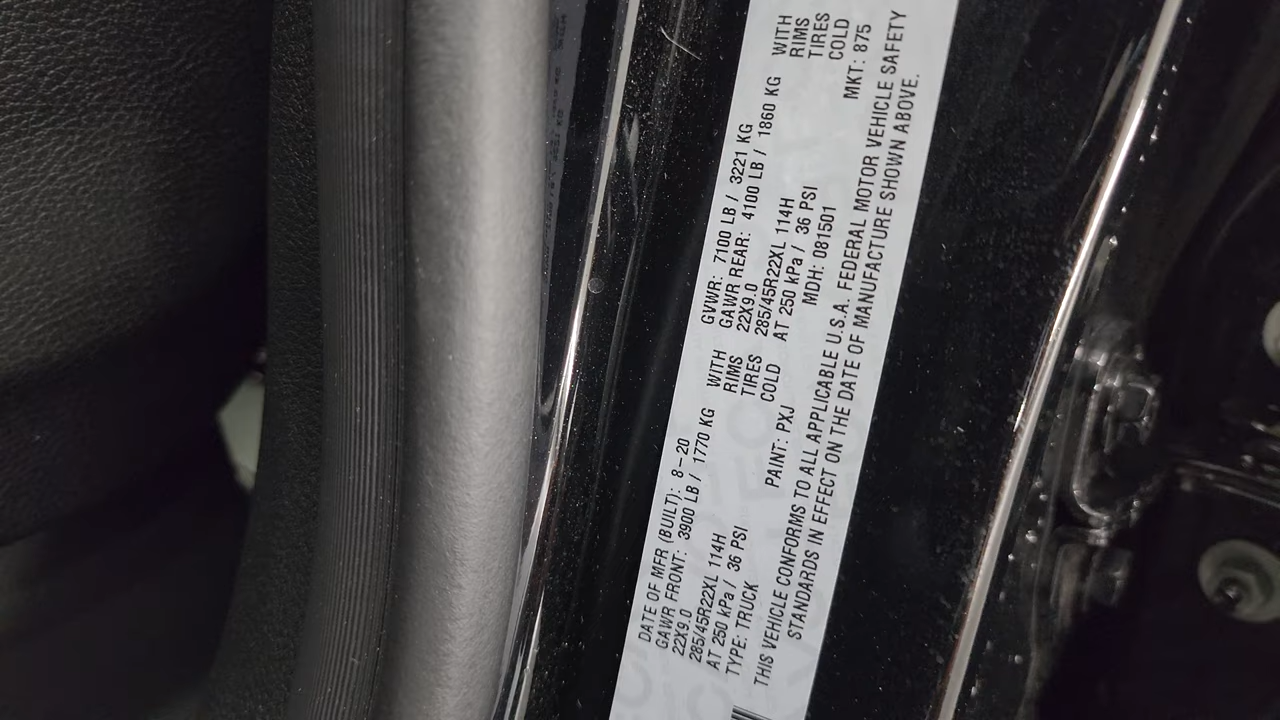 DATE OF MFR (BUILT): 8-20 GVWR: 7100 LB / 3221 KG
GAWR FRONT: 3900 LB / 1770 KG WITH GAWR REAR: 4100 LB / 1860 KG WITH
22X9.0 RIMS 22X9.0 RIMS
285/45R22XL 114H TIRES 285/45R22XL 114H TIRES
AT 250 kPa / 36 PSI COLD AT 250 kPa / 36 PSI COLD
TYPE: TRUCK PAINT: PXJ MDH: 081501 MKT: 875
THIS VEHICLE CONFORMS TO ALL APPLICABLE U.S.A. FEDERAL MOTOR VEHICLE SAFETY
STANDARDS IN EFFECT ON THE DATE OF MANUFACTURE SHOWN ABOVE.